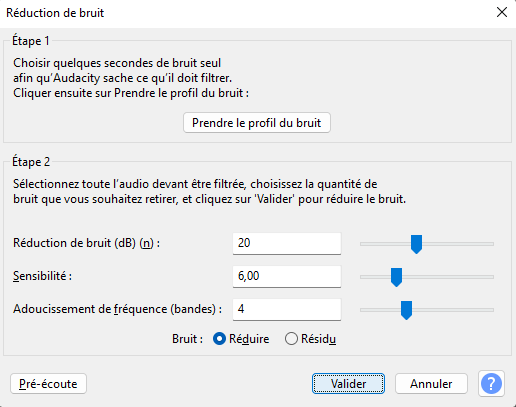 Réduction de bruit
Étape 1
Choisir quelques secondes de bruit seul
afin qu'Audacity sache ce qu'il doit filtrer.
Cliquer ensuite sur Prendre le profil du bruit :
Prendre le profil du bruit
Étape 2
Sélectionnez toute l'audio devant être filtrée, choisissez la quantité de
bruit que vous souhaitez retirer, et cliquez sur 'Valider' pour réduire le bruit.
Réduction de bruit (dB) (n) : 20
Sensibilité : 6,00
Adoucissement de fréquence (bandes) : 4
Bruit : Réduire Résidu
Pré-écoute Valider Annuler ?